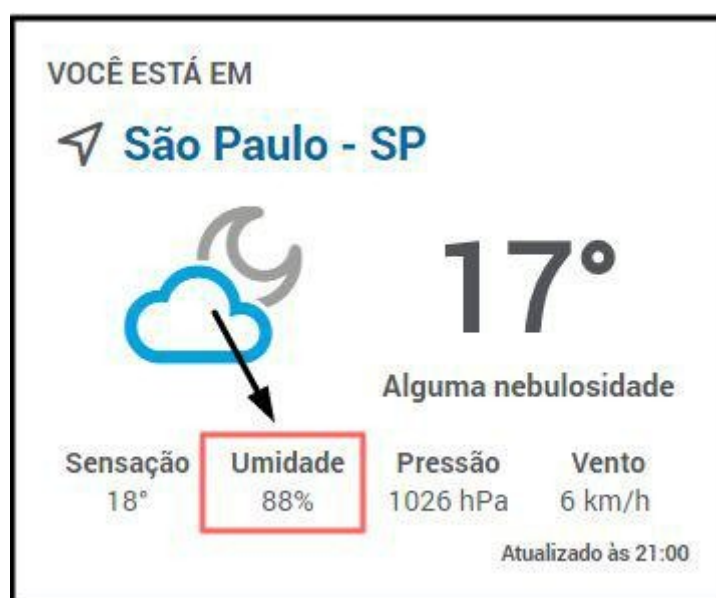 VOCÊ ESTÁ EM
São Paulo - SP
17°
Alguma nebulosidade
Sensação Umidade Pressão Vento
18° 88% 1026 hPa 6 km/h
Atualizado às 21:00